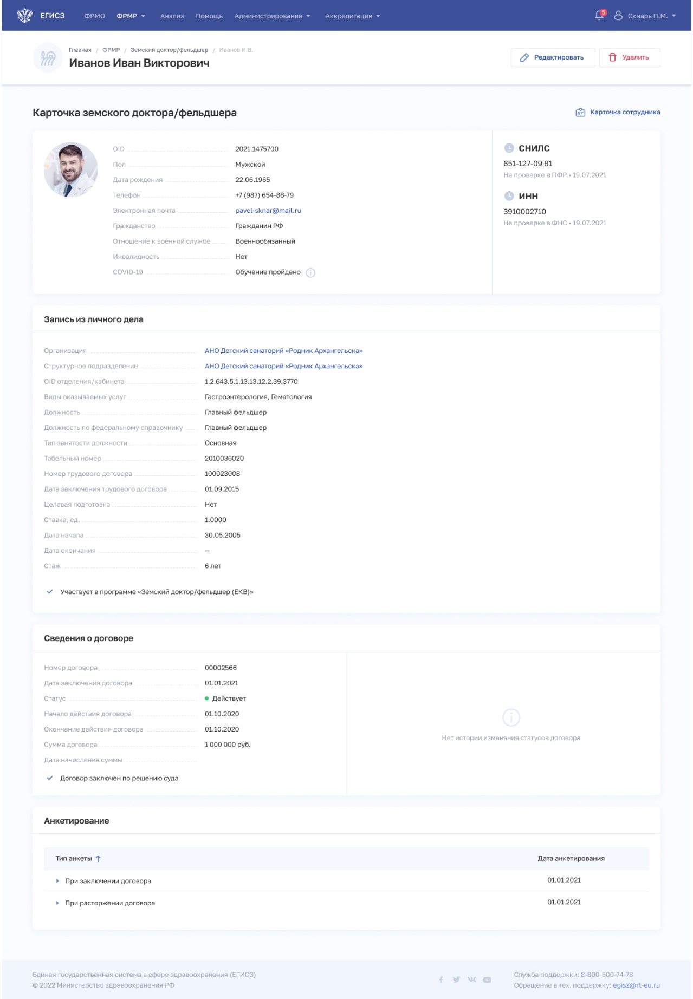 ЕГИСЗ ФРМО ФРМР Анализ Помощь Администрирование Аккредитация 5 Скнарь П.М.
Главная / ФРМР / Земский доктор/фельдшер / Иванов И.В.
Иванов Иван Викторович
Редактировать Удалить
Карточка земского доктора/фельдшера
Карточка сотрудника
OID 2021.1475700
Пол Мужской
Дата рождения 22.06.1965
Телефон +7 (987) 654-88-79
Электронная почта pavel-sknar@mail.ru
Гражданство Гражданин РФ
Отношение к военной службе Военнообязанный
Инвалидность Нет
COVID-19 Обучение пройдено
СНИЛС
651-127-09 81
На проверке в ПФР • 19.07.2021
ИНН
3910002710
На проверке в ФНС • 19.07.2021
Запись из личного дела
Организация АНО Детский санаторий «Родник Архангельска»
Структурное подразделение АНО Детский санаторий «Родник Архангельска»
OID отделения/кабинета 1.2.643.5.1.13.13.12.2.39.3770
Виды оказываемых услуг Гастроэнтерология, Гематология
Должность Главный фельдшер
Должность по федеральному справочнику Главный фельдшер
Тип занятости должности Основная
Табельный номер 2010036020
Номер трудового договора 100023008
Дата заключения трудового договора 01.09.2015
Целевая подготовка Нет
Ставка, ед. 1.0000
Дата начала 30.05.2005
Дата окончания —
Стаж 6 лет
Участвует в программе «Земский доктор/фельдшер (ЕКВ)»
Сведения о договоре
Номер договора 00002566
Дата заключения договора 01.01.2021
Статус Действует
Начало действия договора 01.10.2020
Окончание действия договора 01.10.2020
Сумма договора 1 000 000 руб.
Дата начисления суммы
Договор заключен по решению суда
Нет истории изменения статусов договора
Анкетирование
Тип анкеты Дата анкетирования
При заключении договора 01.01.2021
При расторжении договора 01.01.2021
Единая государственная система в сфере здравоохранения (ЕГИСЗ)
© 2022 Министерство здравоохранения РФ
Служба поддержки: 8-800-500-74-78
Обращение в тех. поддержку: egisz@rt-eu.ru